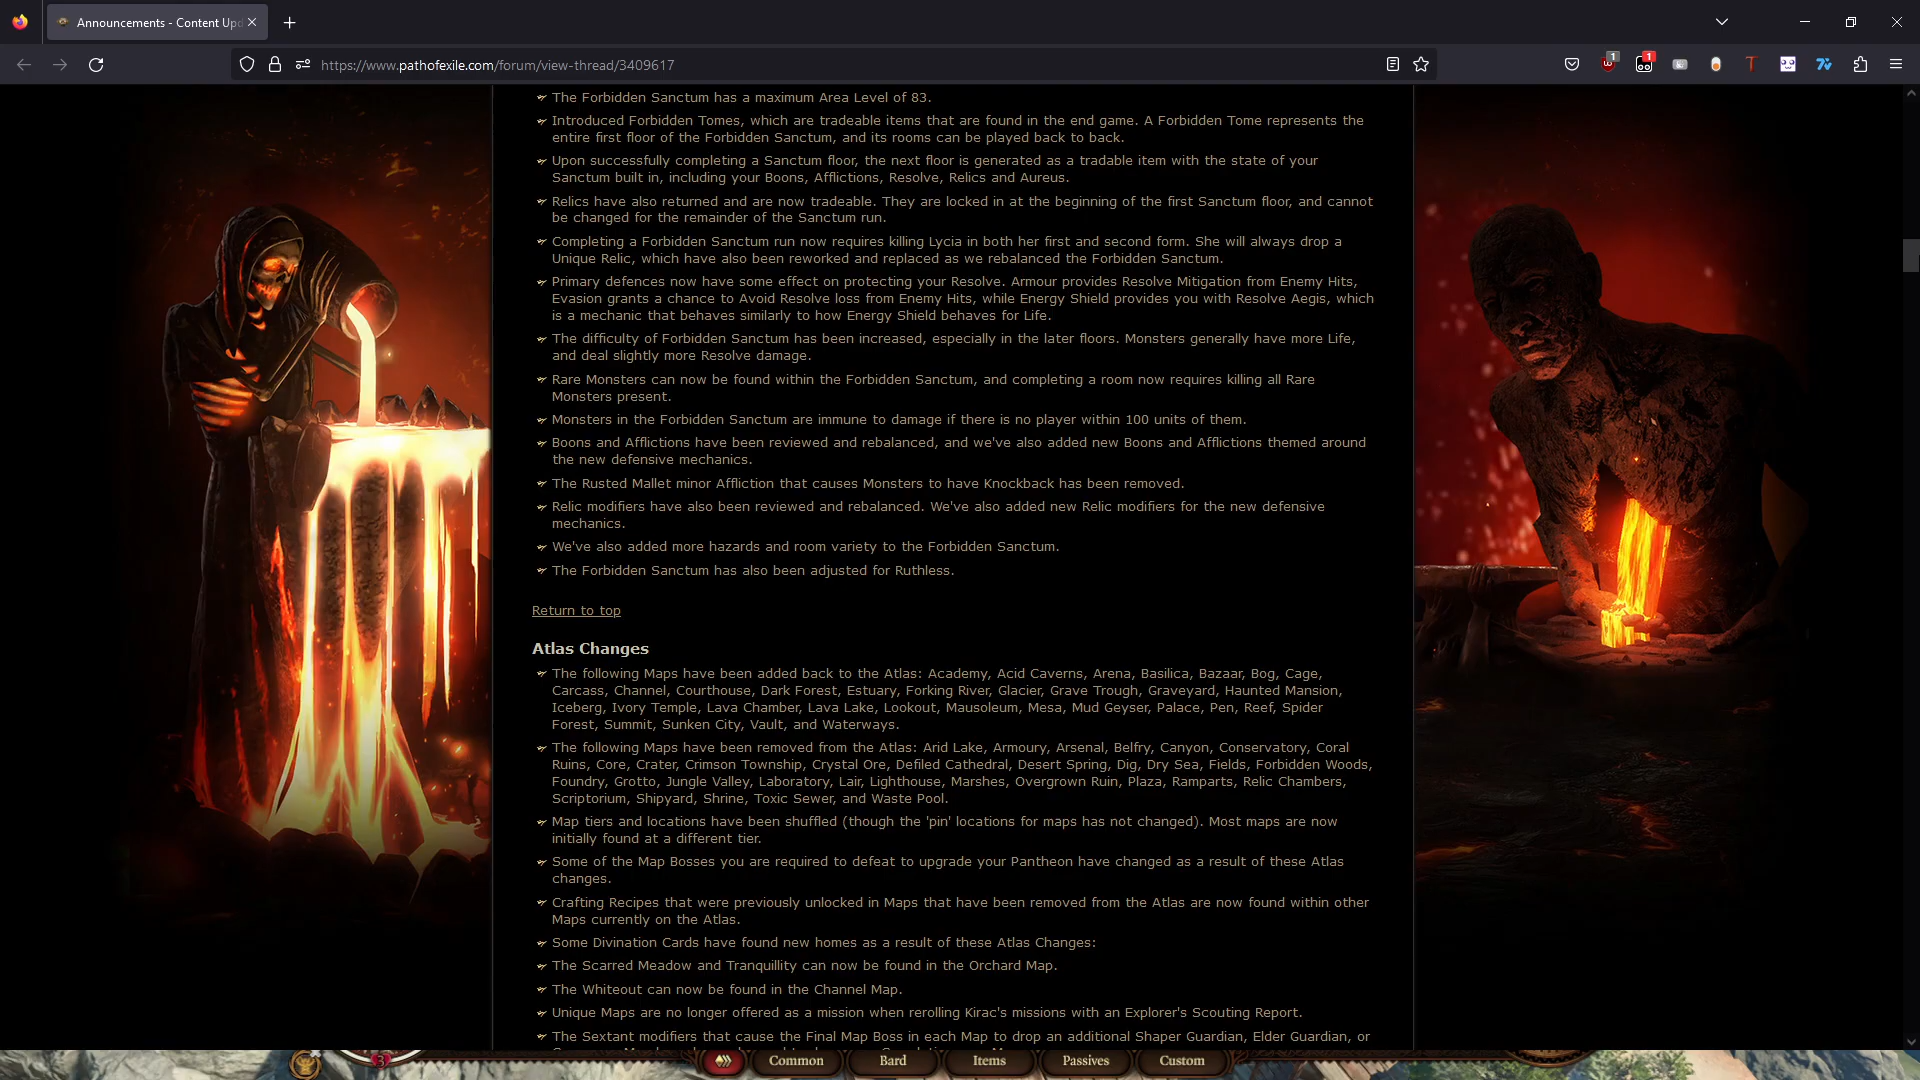 Announcements - Content Upd
https://www.pathofexile.com/forum/view-thread/3409617
1
1
The Forbidden Sanctum has a maximum Area Level of 83.
Introduced Forbidden Tomes, which are tradeable items that are found in the end game. A Forbidden Tome represents the
entire first floor of the Forbidden Sanctum, and its rooms can be played back to back.
Upon successfully completing a Sanctum floor, the next floor is generated as a tradable item with the state of your
Sanctum built in, including your Boons, Afflictions, Resolve, Relics and Aureus.
Relics have also returned and are now tradeable. They are locked in at the beginning of the first Sanctum floor, and cannot
be changed for the remainder of the Sanctum run.
Completing a Forbidden Sanctum run now requires killing Lycia in both her first and second form. She will always drop a
Unique Relic, which have also been reworked and replaced as we rebalanced the Forbidden Sanctum.
Primary defences now have some effect on protecting your Resolve. Armour provides Resolve Mitigation from Enemy Hits,
Evasion grants a chance to Avoid Resolve loss from Enemy Hits, while Energy Shield provides you with Resolve Aegis, which
is a mechanic that behaves similarly to how Energy Shield behaves for Life.
The difficulty of Forbidden Sanctum has been increased, especially in the later floors. Monsters generally have more Life,
and deal slightly more Resolve damage.
Rare Monsters can now be found within the Forbidden Sanctum, and completing a room now requires killing all Rare
Monsters present.
Monsters in the Forbidden Sanctum are immune to damage if there is no player within 100 units of them.
Boons and Afflictions have been reviewed and rebalanced, and we've also added new Boons and Afflictions themed around
the new defensive mechanics.
The Rusted Mallet minor Affliction that causes Monsters to have Knockback has been removed.
Relic modifiers have also been reviewed and rebalanced. We've also added new Relic modifiers for the new defensive
mechanics.
We've also added more hazards and room variety to the Forbidden Sanctum.
The Forbidden Sanctum has also been adjusted for Ruthless.
Return to top
Atlas Changes
The following Maps have been added back to the Atlas: Academy, Acid Caverns, Arena, Basilica, Bazaar, Bog, Cage,
Carcass, Channel, Courthouse, Dark Forest, Estuary, Forking River, Glacier, Grave Trough, Graveyard, Haunted Mansion,
Iceberg, Ivory Temple, Lava Chamber, Lava Lake, Lookout, Mausoleum, Mesa, Mud Geyser, Palace, Pen, Reef, Spider
Forest, Summit, Sunken City, Vault, and Waterways.
The following Maps have been removed from the Atlas: Arid Lake, Armoury, Arsenal, Belfry, Canyon, Conservatory, Coral
Ruins, Core, Crater, Crimson Township, Crystal Ore, Defiled Cathedral, Desert Spring, Dig, Dry Sea, Fields, Forbidden Woods,
Foundry, Grotto, Jungle Valley, Laboratory, Lair, Lighthouse, Marshes, Overgrown Ruin, Plaza, Ramparts, Relic Chambers,
Scriptorium, Shipyard, Shrine, Toxic Sewer, and Waste Pool.
Map tiers and locations have been shuffled (though the 'pin' locations for maps has not changed). Most maps are now
initially found at a different tier.
Some of the Map Bosses you are required to defeat to upgrade your Pantheon have changed as a result of these Atlas
changes.
Crafting Recipes that were previously unlocked in Maps that have been removed from the Atlas are now found within other
Maps currently on the Atlas.
Some Divination Cards have found new homes as a result of these Atlas Changes:
The Scarred Meadow and Tranquillity can now be found in the Orchard Map.
The Whiteout can now be found in the Channel Map.
Unique Maps are no longer offered as a mission when rerolling Kirac's missions with an Explorer's Scouting Report.
The Sextant modifiers that cause the Final Map Boss in each Map to drop an additional Shaper Guardian, Elder Guardian, or
3
Common
Bard
Items
Passives
Custom